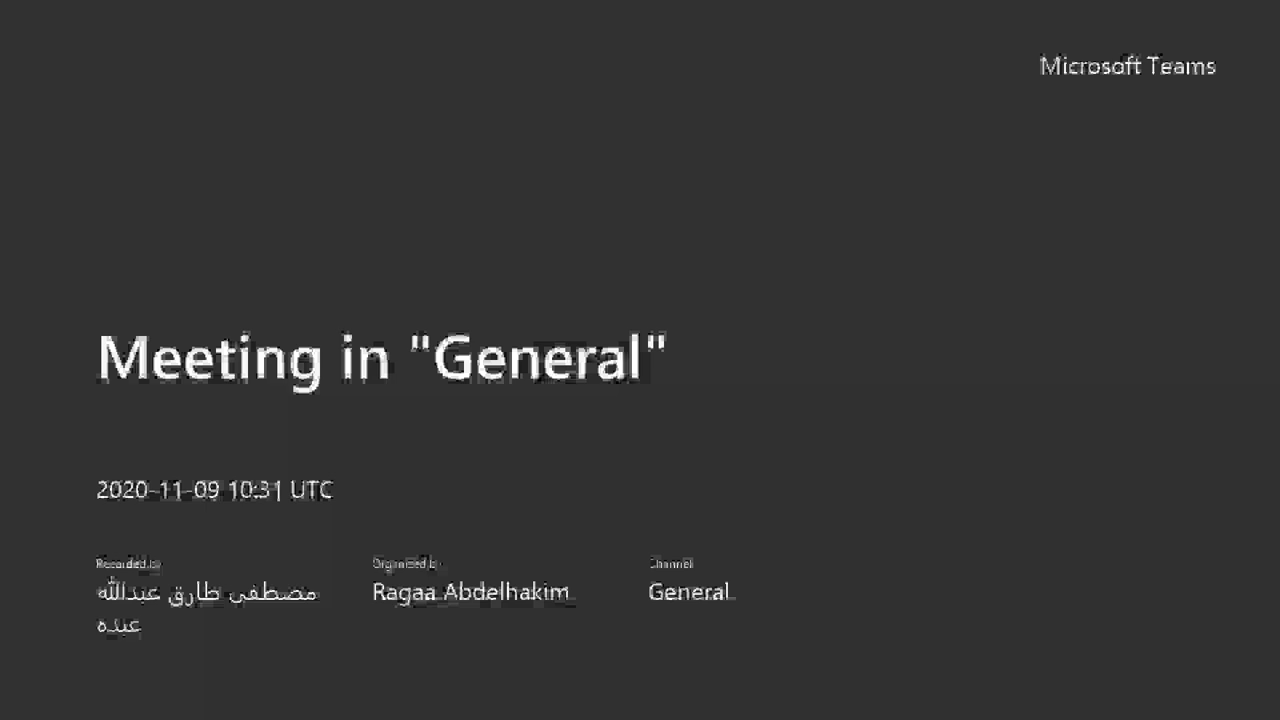 Microsoft Teams
Meeting in "General"
2020-11-09 10:31 UTC
Recorded by
Organized by
Channel
مصطفى طارق عبدالله
Ragaa Abdelhakim
General
عبده